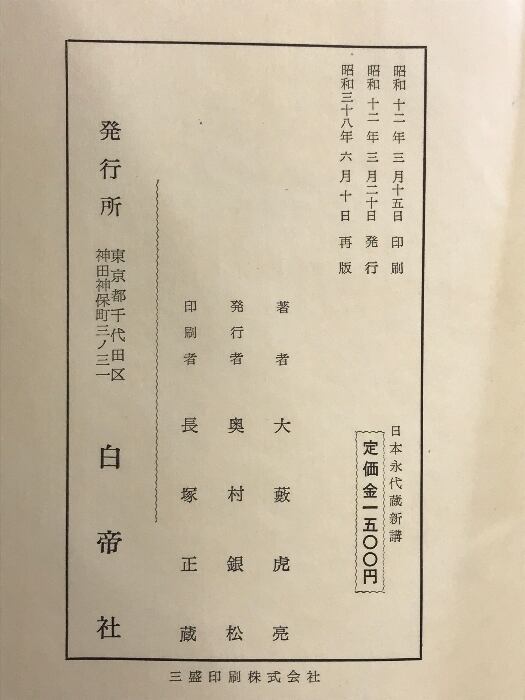 昭和十二年三月十五日印刷
昭和十二年三月二十日発行
昭和三十八年六月十日再版
日本永代蔵新講
定価金一五〇〇円
著者 大藪虎亮
発行者 奥村銀松
印刷者 長塚正蔵
発行所
東京都千代田区
神田神保町三ノ三一
白帝社
三盛印刷株式会社